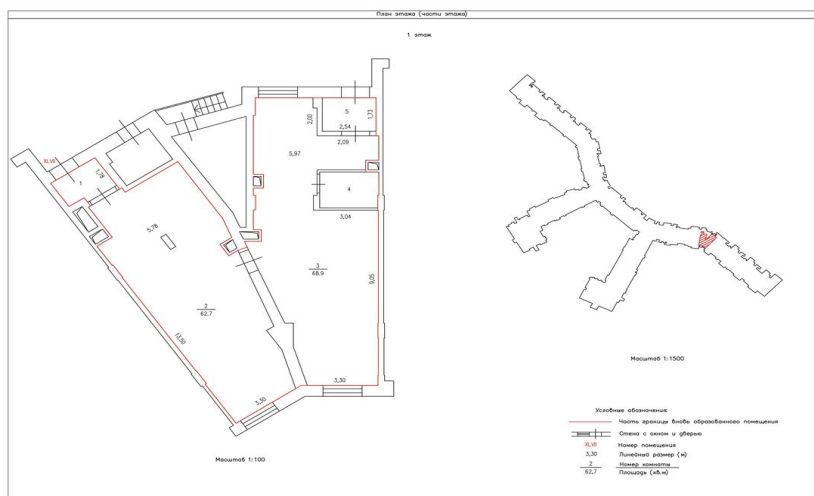 План этажа (части этажа)
1 этаж
5
1,73
2,00
2,54
2,09
5,97
XLVII
1,78
1
4
3,04
5,78
3
68.9
9,05
2
62,7
13,50
3,30
3,30
Масштаб 1:100
Масштаб 1:1500
Условные обозначения:
Часть границы вновь образованного помещения
Стена с окном и дверью
XLVII Номер помещения
3,30 Линейный размер (м)
2 Номер комнаты
62,7 Площадь (кв.м)